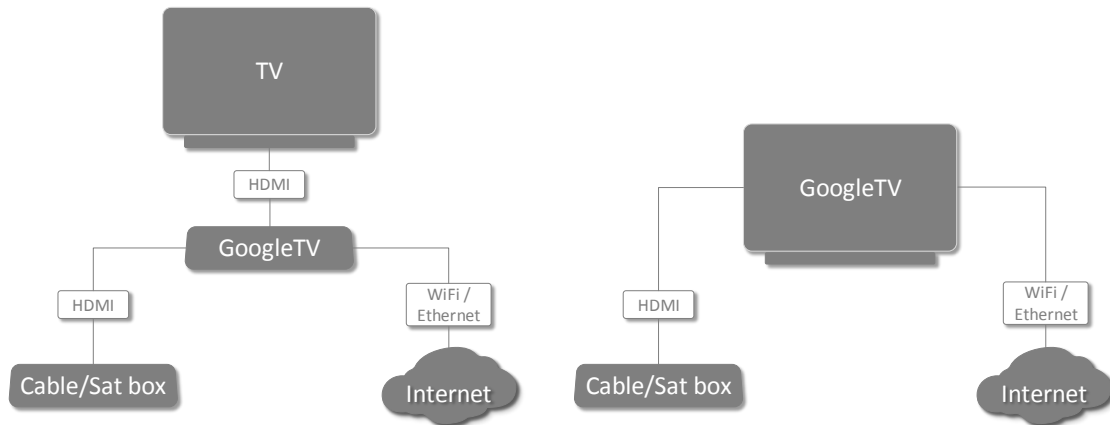 TV
HDMI
GoogleTV
HDMI
WiFi /
Ethernet
Cable/Sat box
Internet
GoogleTV
HDMI
WiFi /
Ethernet
Cable/Sat box
Internet